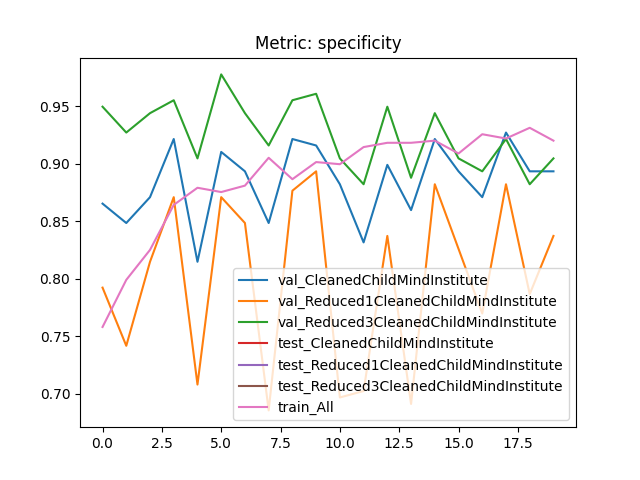 Metric: specificity
0.95
0.90
0.85
0.80
0.75
0.70
val_CleanedChildMindInstitute
val_Reduced1CleanedChildMindInstitute
val_Reduced3CleanedChildMindInstitute
test_CleanedChildMindInstitute
test_Reduced1CleanedChildMindInstitute
test_Reduced3CleanedChildMindInstitute
train_All
0.0 2.5 5.0 7.5 10.0 12.5 15.0 17.5